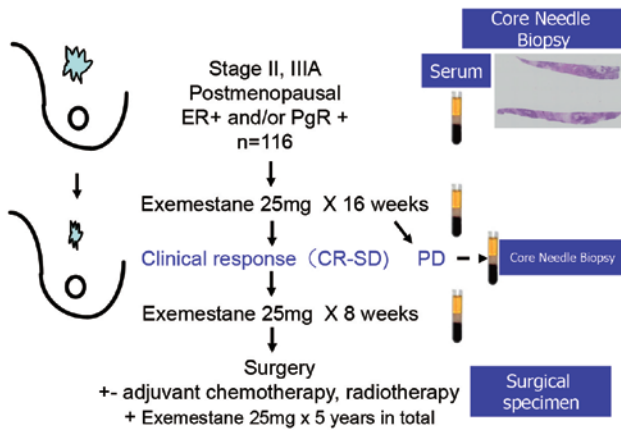 Core Needle
Biopsy
Serum
Stage II, IIIA
Postmenopausal
ER+ and/or PgR +
n=116
Exemestane 25mg X 16 weeks
Clinical response (CR-SD) PD
Core Needle Biopsy
Exemestane 25mg X 8 weeks
Surgery
+- adjuvant chemotherapy, radiotherapy
+ Exemestane 25mg x 5 years in total
Surgical
specimen